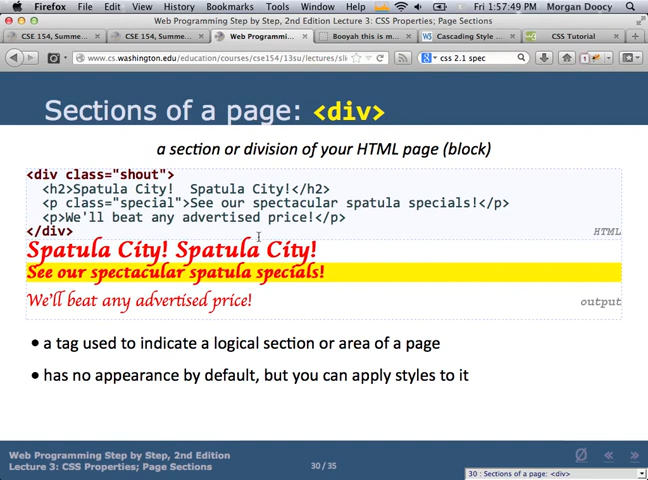 Firefox File Edit View History Bookmarks Tools Window Help Fri 1:57:49 PM Morgan Doocy
Web Programming Step by Step, 2nd Edition Lecture 3: CSS Properties; Page Sections
CSE 154, Summe... CSE 154, Summe... Web Programmi... Booyah this is m... Cascading Style ... CSS Tutorial
www.cs.washington.edu/education/courses/cse154/13su/lectures/sli css 2.1 spec
Sections of a page: <div>
a section or division of your HTML page (block)
<div class="shout">
<h2>Spatula City! Spatula City!</h2>
<p class="special">See our spectacular spatula specials!</p>
<p>We'll beat any advertised price!</p>
</div>
HTML
Spatula City! Spatula City!
See our spectacular spatula specials!
We'll beat any advertised price!
output
• a tag used to indicate a logical section or area of a page
• has no appearance by default, but you can apply styles to it
Web Programming Step by Step, 2nd Edition
Lecture 3: CSS Properties; Page Sections
30 / 35
Ø « »
30 : Sections of a page: <div>